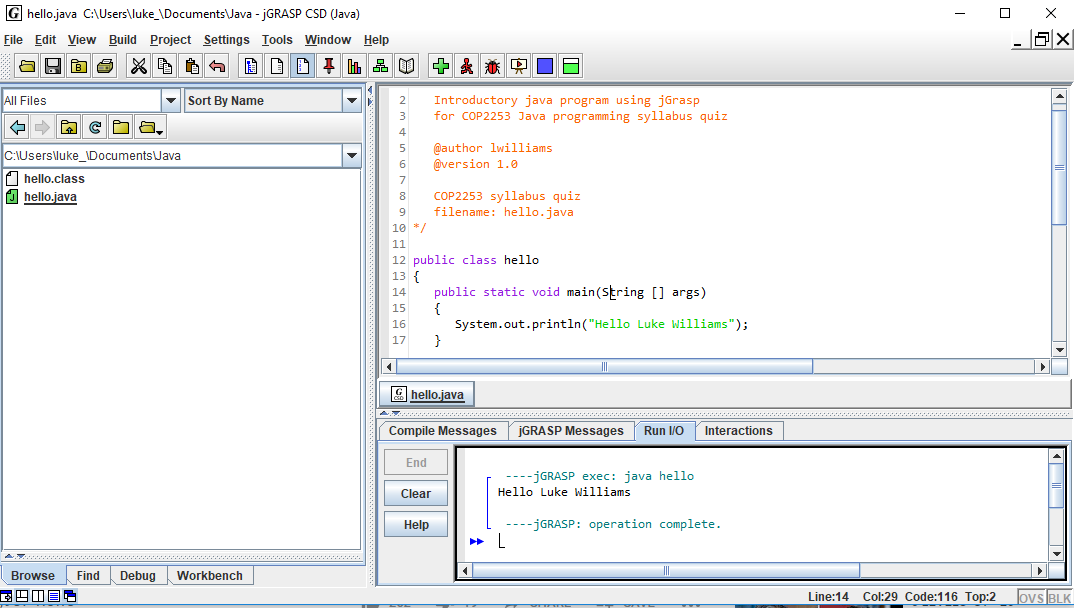 hello.java  C:\Users\luke_\Documents\Java - jGRASP CSD (Java)
File Edit View Build Project Settings Tools Window Help
All Files
Sort By Name
C:\Users\luke_\Documents\Java
hello.class
hello.java
2 Introductory java program using jGrasp
3 for COP2253 Java programming syllabus quiz
4
5 @author lwilliams
6 @version 1.0
7
8 COP2253 syllabus quiz
9 filename: hello.java
10 */
11
12 public class hello
13 {
14 public static void main(String [] args)
15 {
16 System.out.println("Hello Luke Williams");
17 }
hello.java
Compile Messages jGRASP Messages Run I/O Interactions
End
Clear
Help
----jGRASP exec: java hello
Hello Luke Williams
----jGRASP: operation complete.
Browse Find Debug Workbench
Line:14 Col:29 Code:116 Top:2 OVS BLK